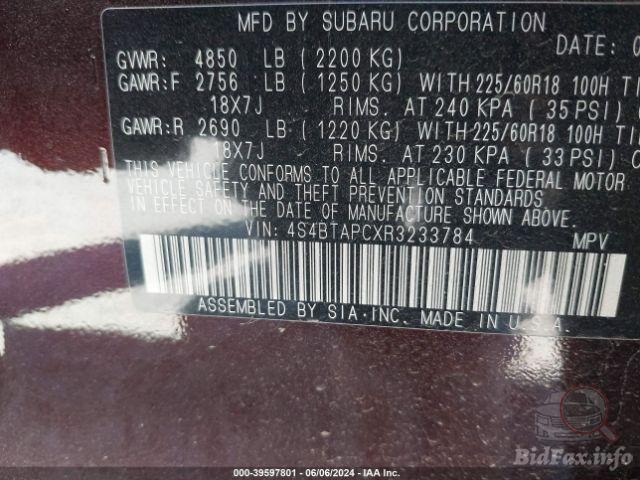 MFD BY SUBARU CORPORATION
DATE: 0
GVWR: 4850 LB (2200 KG)
GAWR:F 2756 LB (1250 KG) WITH 225/60R18 100H TI
18X7J RIMS. AT 240 KPA (35 PSI)
GAWR:R 2690 LB (1220 KG) WITH 225/60R18 100H TI
18X7J RIMS. AT 230 KPA (33 PSI)
THIS VEHICLE CONFORMS TO ALL APPLICABLE FEDERAL MOTOR
VEHICLE SAFETY AND THEFT PREVENTION STANDARDS
IN EFFECT ON THE DATE OF MANUFACTURE SHOWN ABOVE.
VIN: 4S4BTAPCXR3233784 MPV
ASSEMBLED BY SIA·INC. MADE IN U.S.A.
BidFax.info
000-39597801 - 06/06/2024 - IAA Inc.